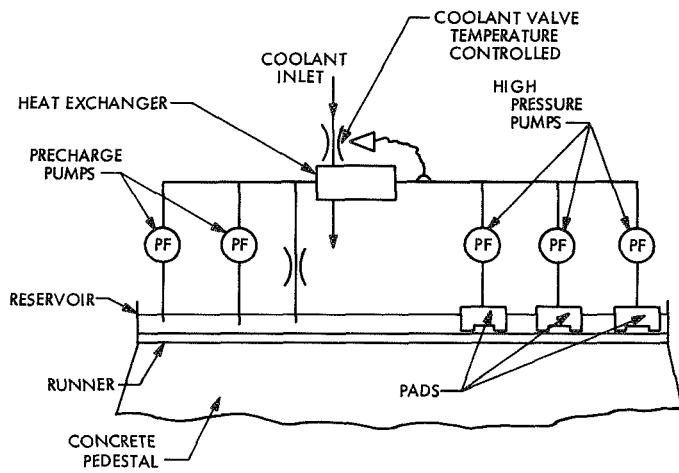 COOLANT VALVE
TEMPERATURE
CONTROLLED
COOLANT
INLET
HEAT EXCHANGER
HIGH
PRESSURE
PUMPS
PRECHARGE
PUMPS
PF
PF
PF
PF
PF
RESERVOIR
RUNNER
PADS
CONCRETE
PEDESTAL